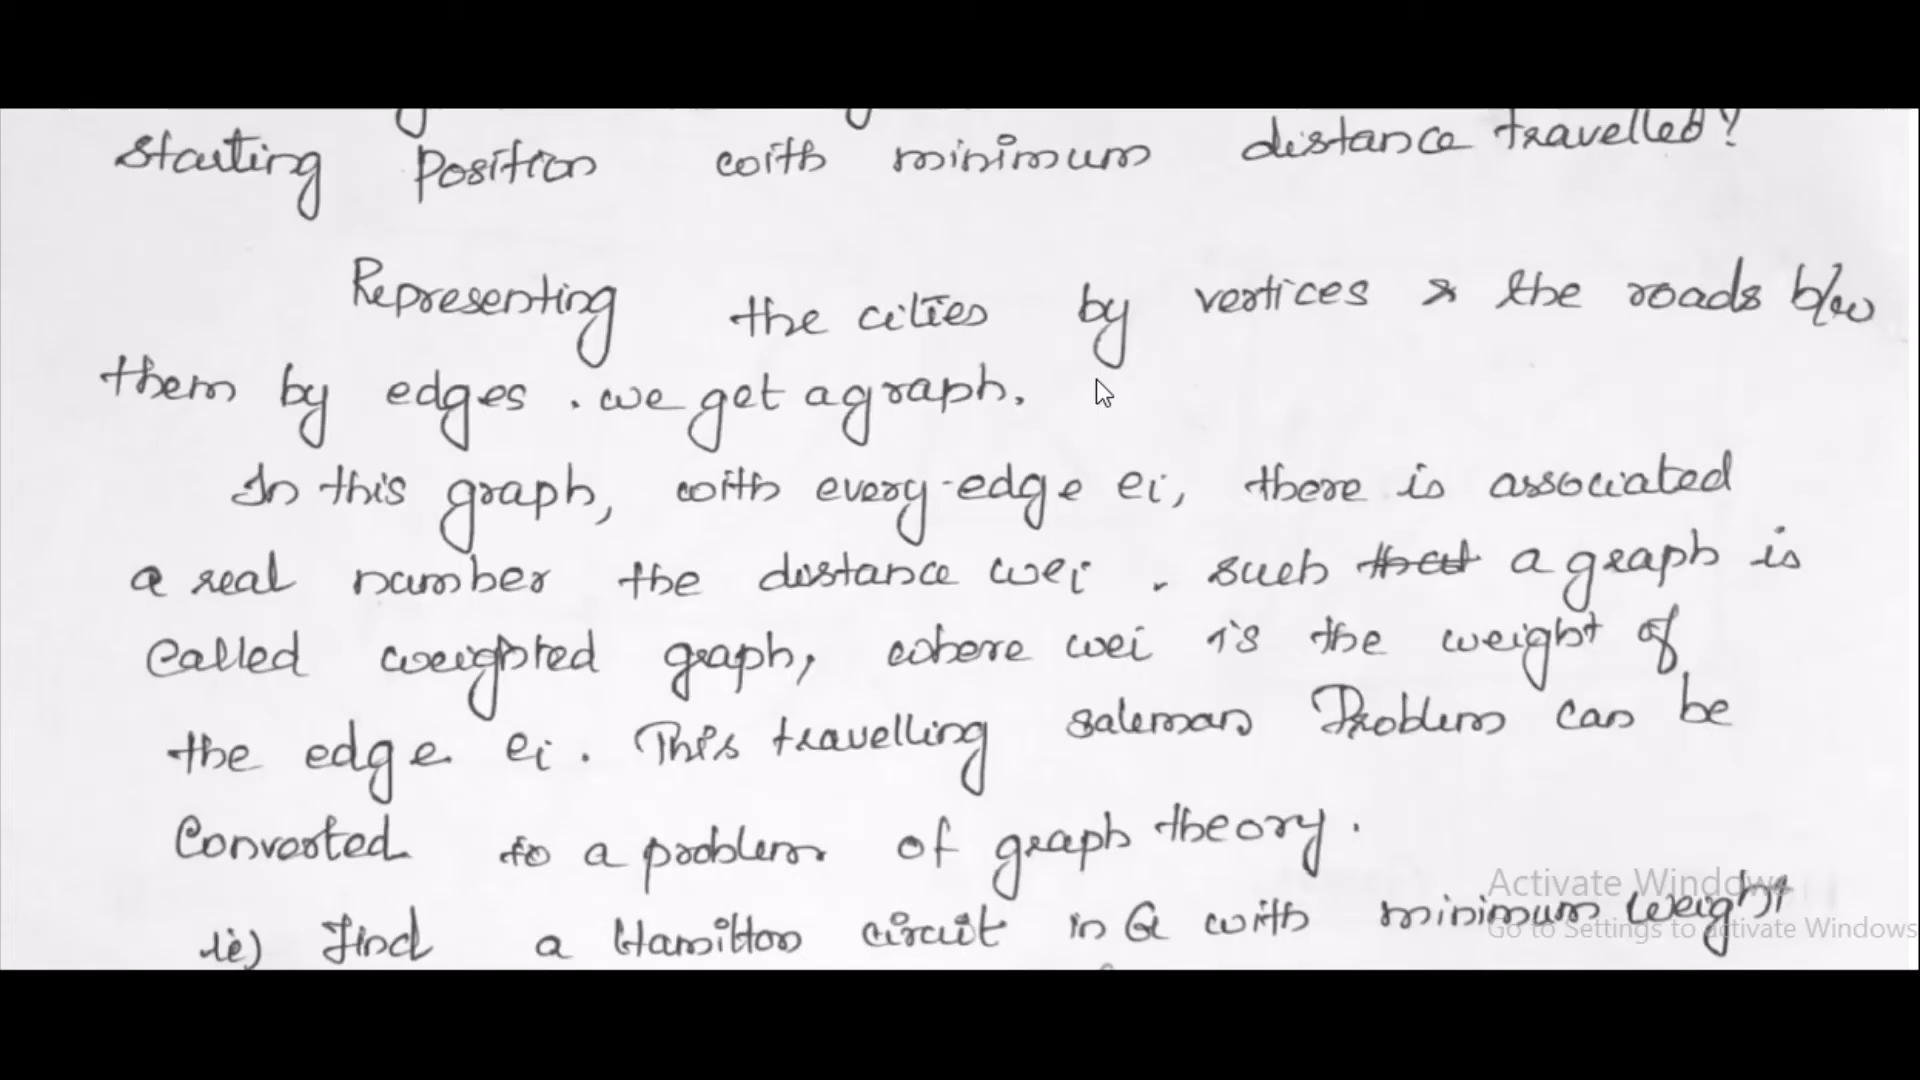 starting position with minimum distance travelled?
Representing the cities by vertices & the roads b/w
them by edges. we get a graph.
In this graph, with every edge ei, there is associated
a real number the distance wei. such that a graph is
called weighted graph, where wei is the weight of
the edge ei. This travelling saleman Problem can be
Converted to a problem of graph theory.
ie) Find a Hamilton circuit in G with minimum weight
Activate Windows
Go to Settings to activate Windows